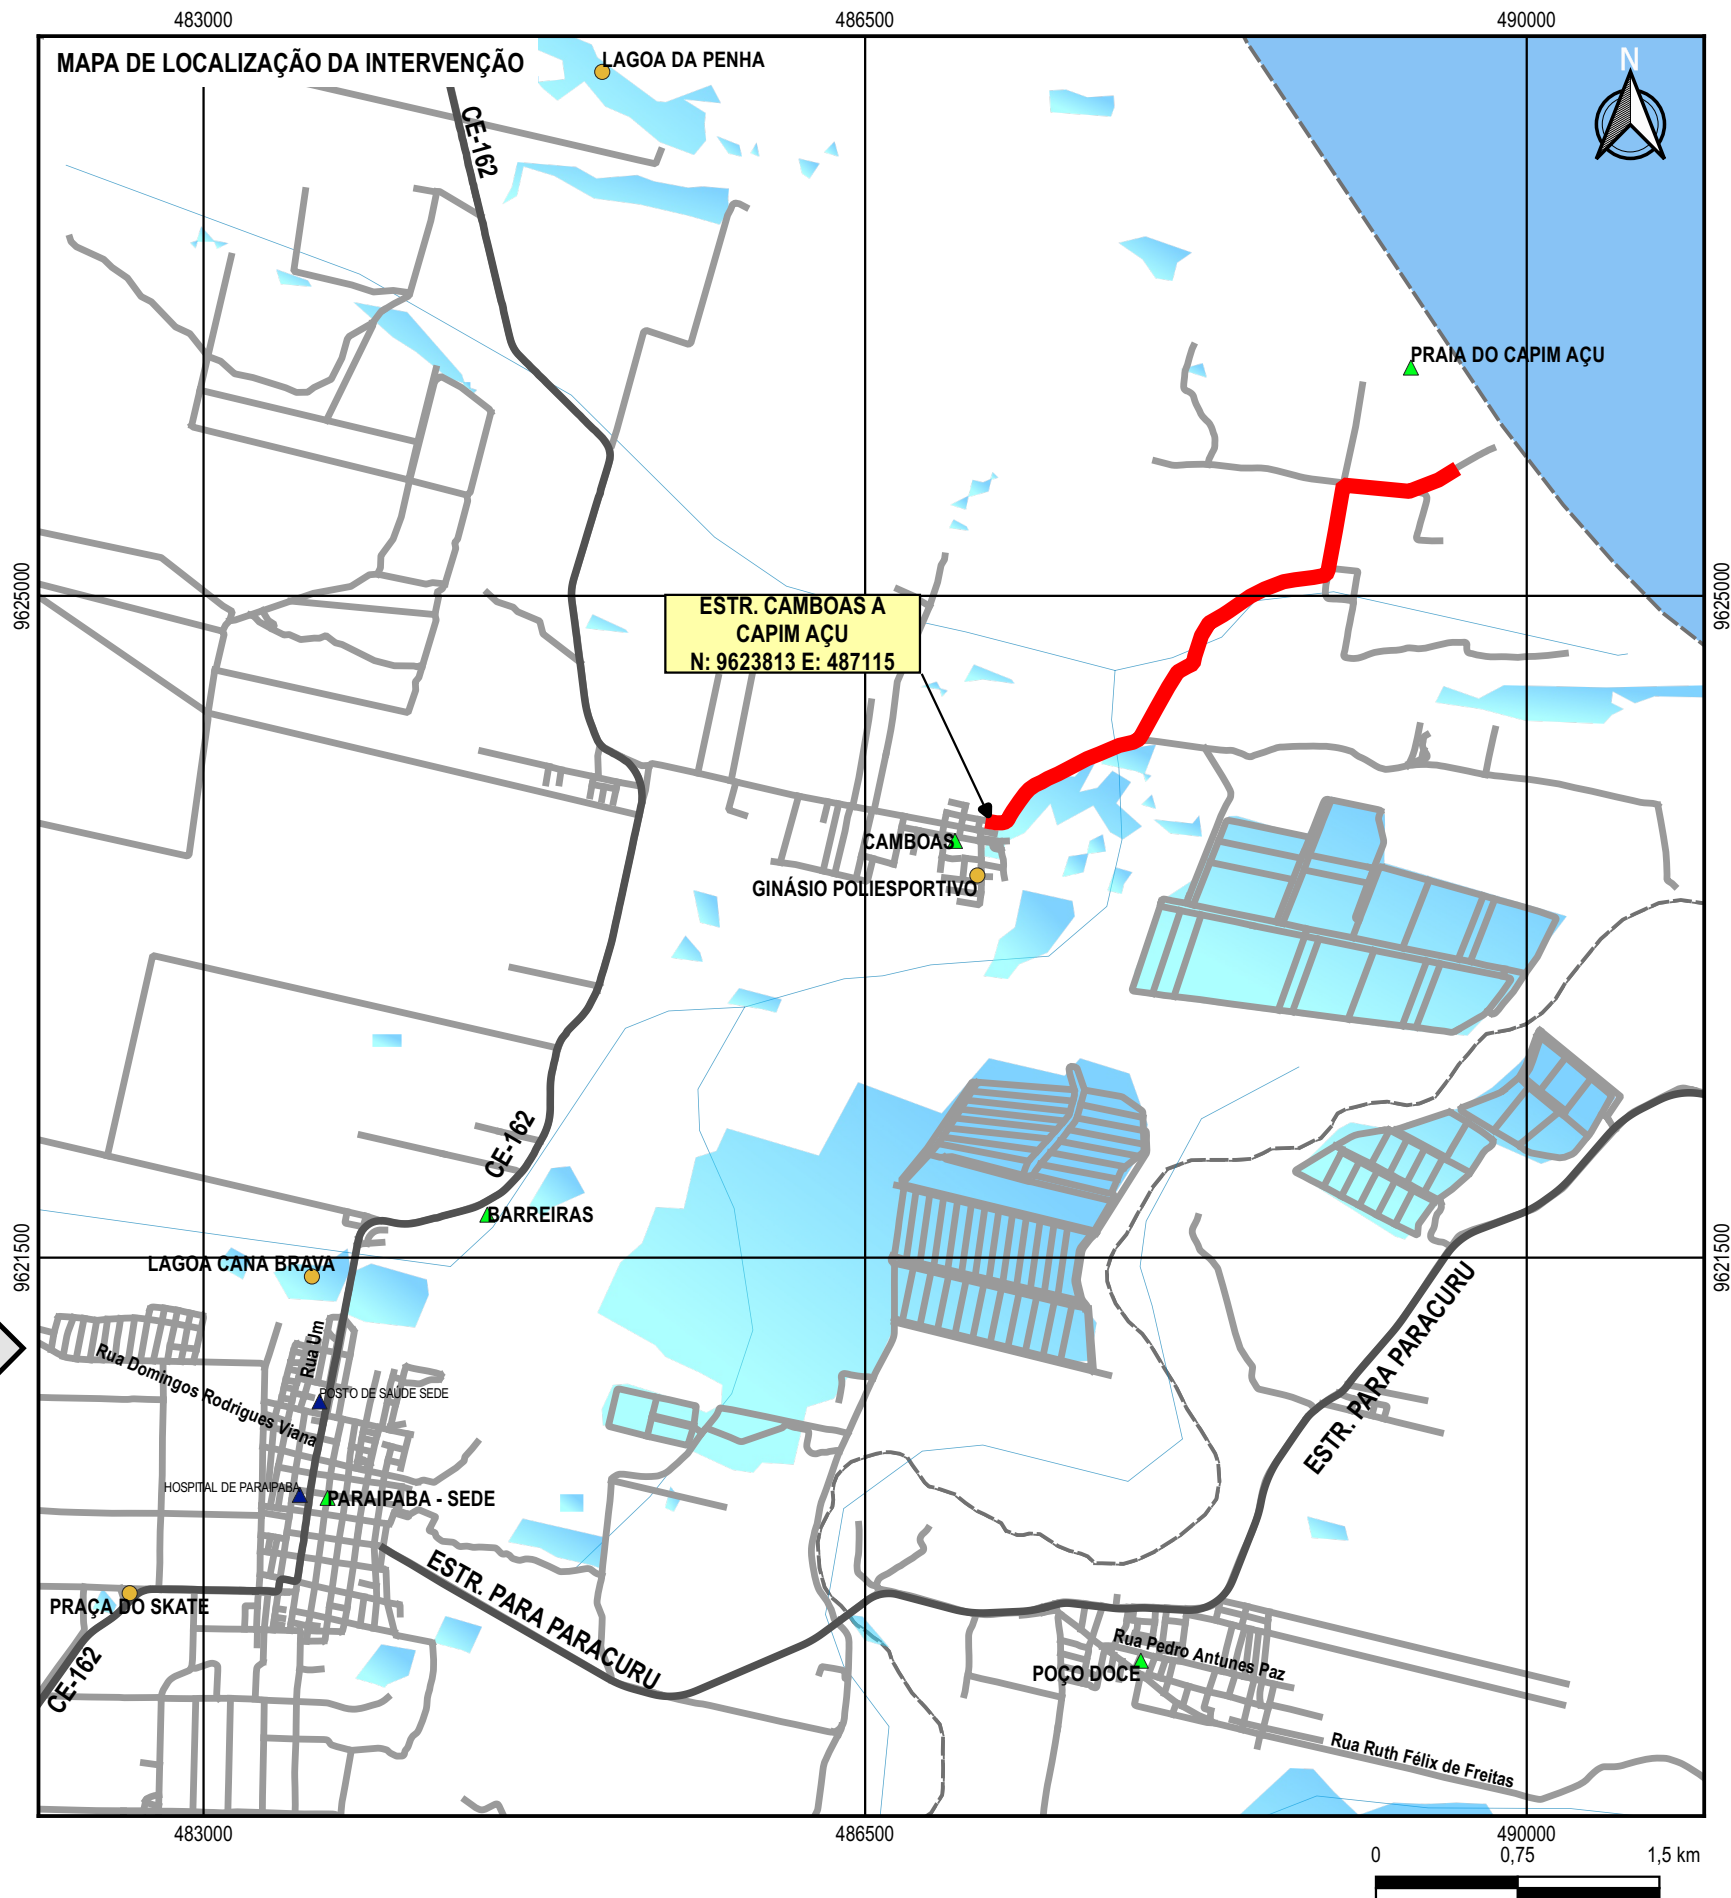 483000
486500
490000
MAPA DE LOCALIZAÇÃO DA INTERVENÇÃO
LAGOA DA PENHA
N
CE-162
PRAIA DO CAPIM AÇU
9625000
9625000
ESTR. CAMBOAS A
CAPIM AÇU
N: 9623813 E: 487115
CAMBOAS
GINÁSIO POLIESPORTIVO
CE-162
BARREIRAS
9621500
9621500
LAGOA CANA BRAVA
Rua Um
Rua Domingos Rodrigues Viana
POSTO DE SAÚDE SEDE
ESTR. PARA PARACURU
HOSPITAL DE PARAIPABA
PARAIPABA - SEDE
ESTR. PARA PARACURU
PRAÇA DO SKATE
CE-162
Rua Pedro Antunes Paz
POÇO DOCE
Rua Ruth Félix de Freitas
483000
486500
490000
0
0,75
1,5 km